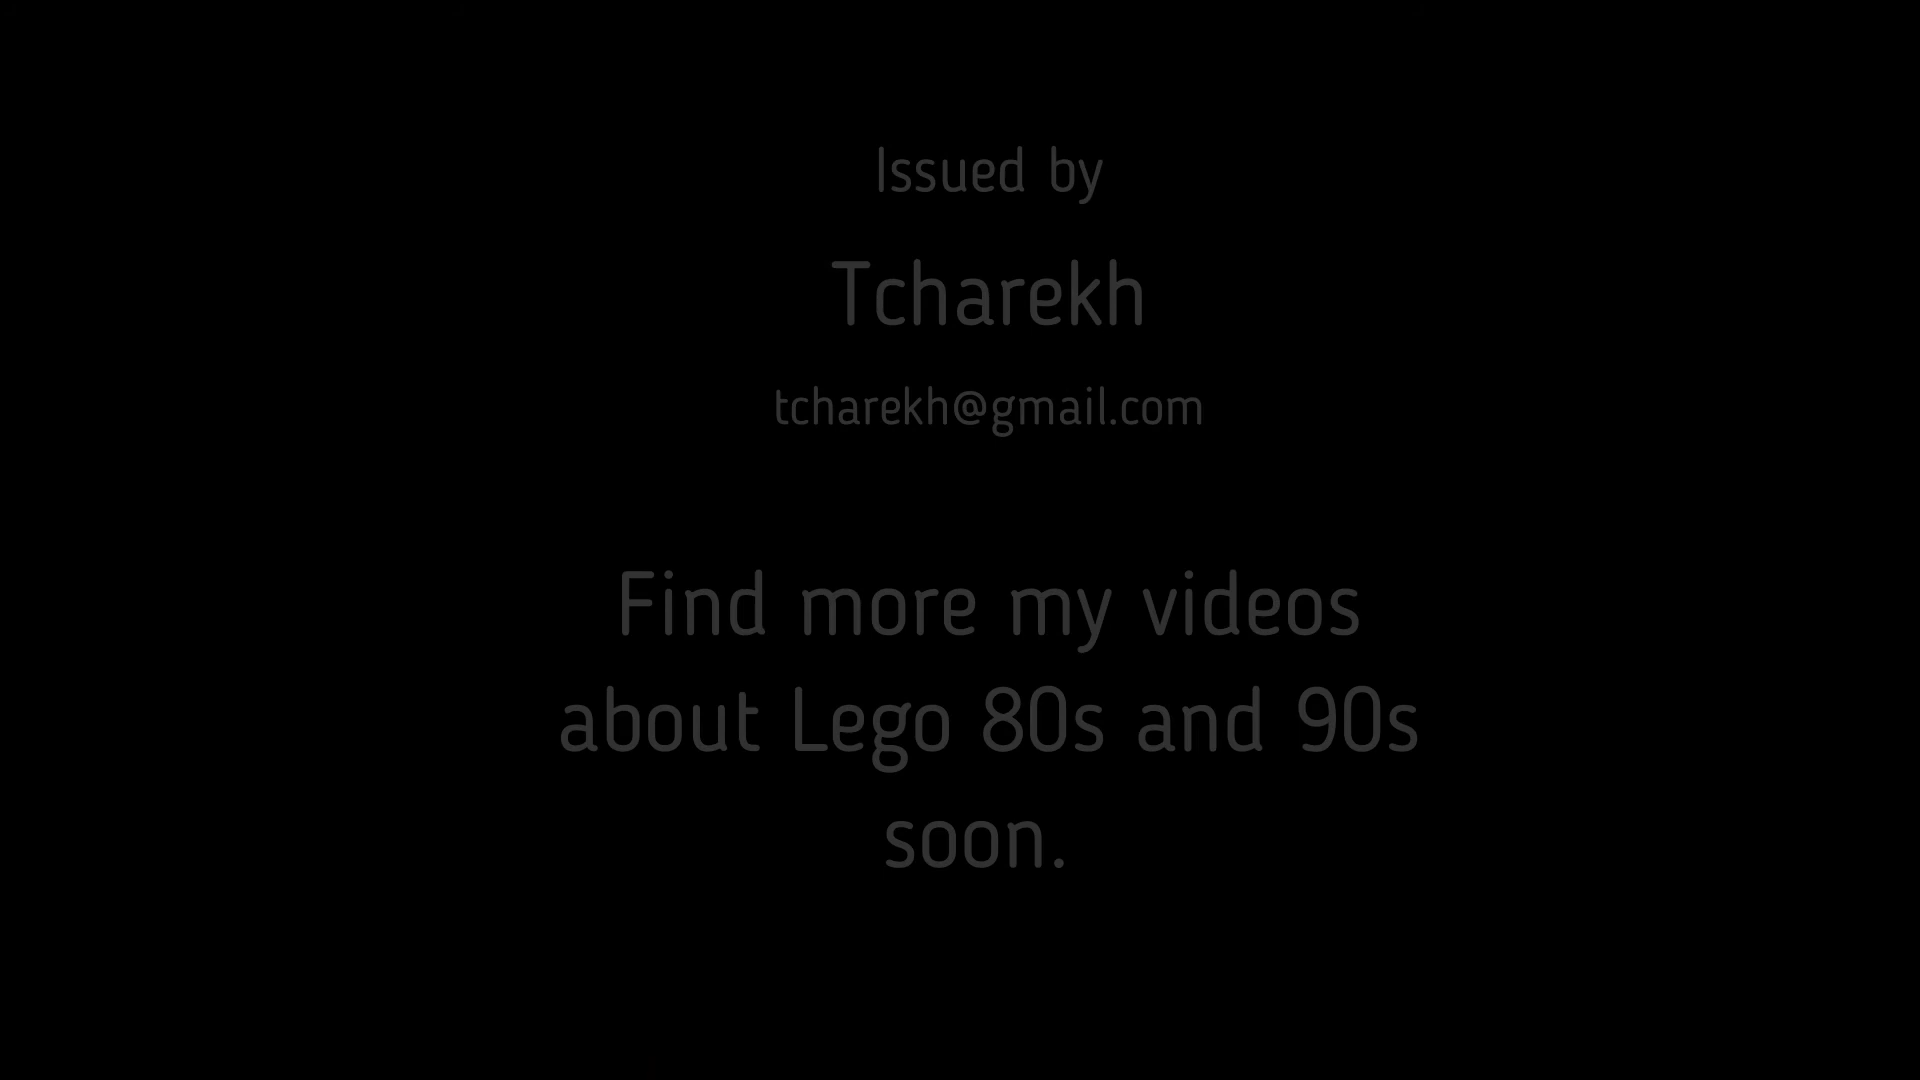 Issued by
Tcharekh
tcharekh@gmail.com
Find more my videos
about Lego 80s and 90s
soon.